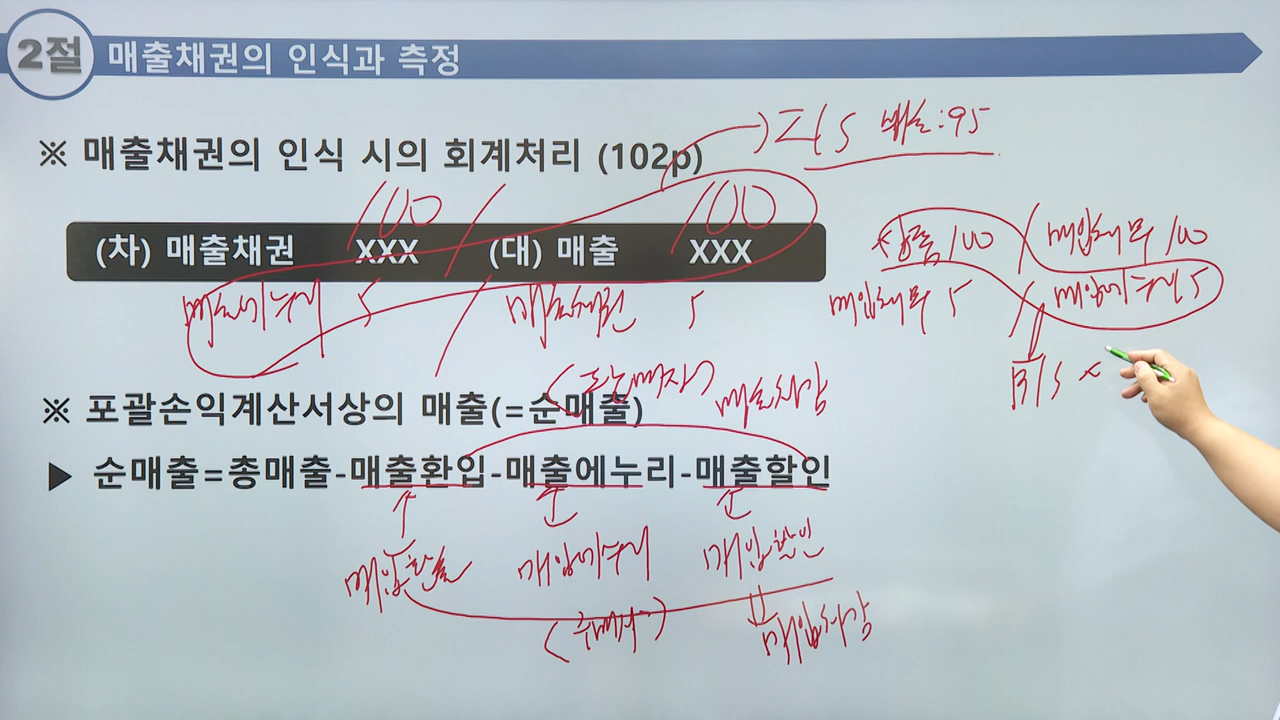 2절 매출채권의 인식과 측정
I/S 매출:95
※ 매출채권의 인식 시의 회계처리 (102p)
100 / 100
(차) 매출채권 XXX (대) 매출 XXX
매출에누리 5 / 매출채권 5
상품 100 / 매입채무 100
매입채무 5 / 매입에누리 5
B/S
(판매자) 매출차감
※ 포괄손익계산서상의 매출(=순매출)
▶ 순매출=총매출-매출환입-매출에누리-매출할인
매입환출 매입에누리 매입할인
매입차감